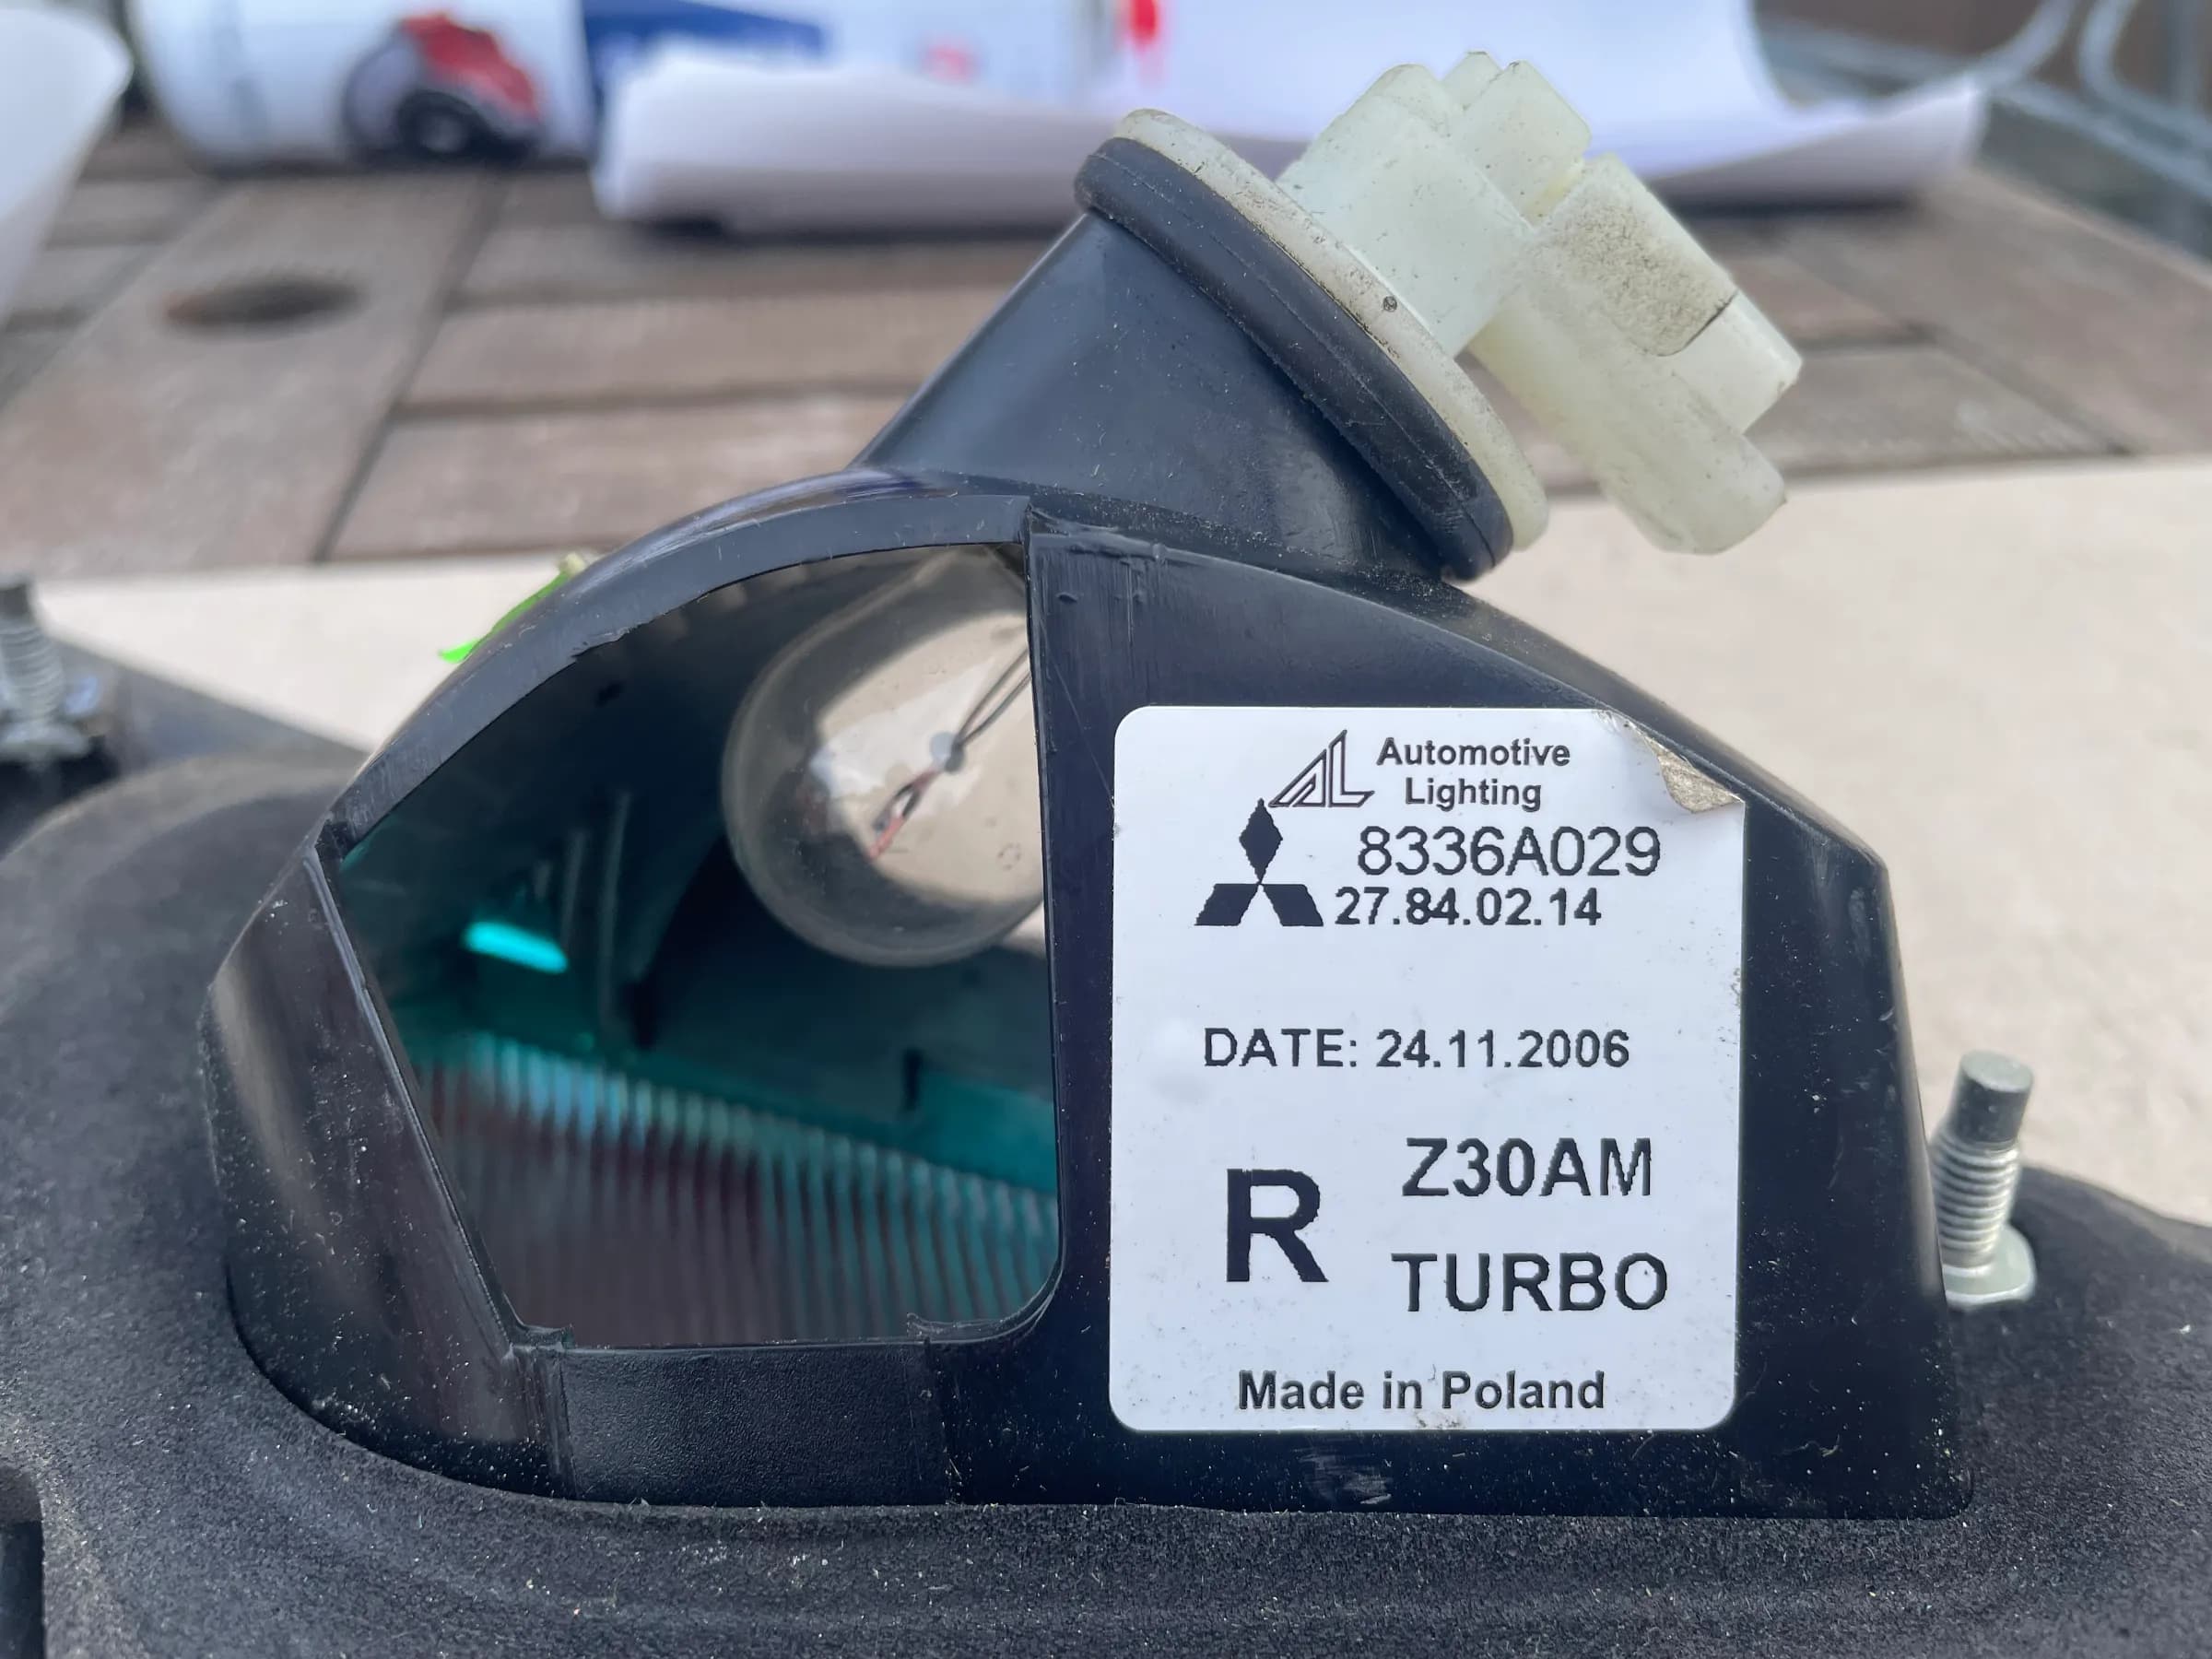 Automotive
Lighting
8336A029
27.84.02.14
DATE: 24.11.2006
R
Z30AM
TURBO
Made in Poland